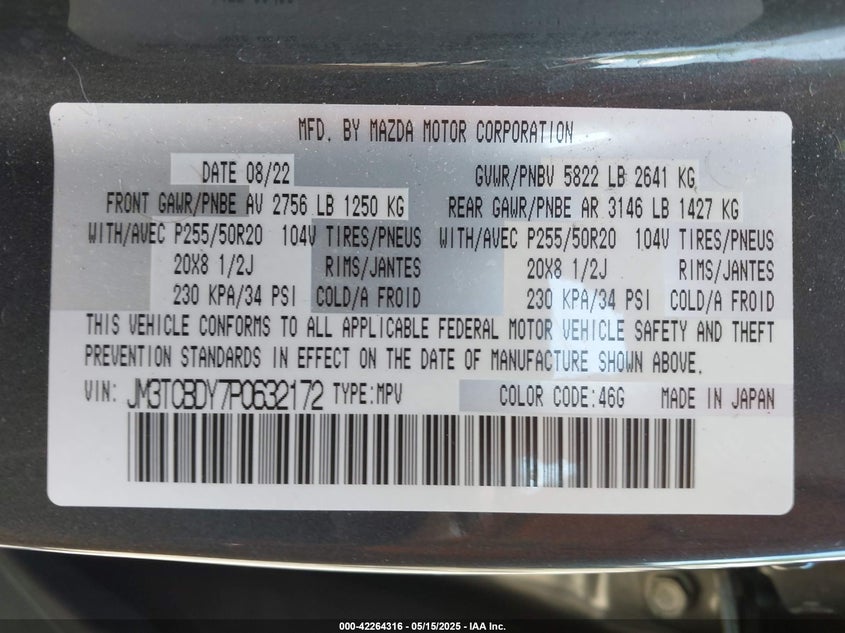 MFD. BY MAZDA MOTOR CORPORATION
DATE 08/22 GVWR/PNBV 5822 LB 2641 KG
FRONT GAWR/PNBE AV 2756 LB 1250 KG REAR GAWR/PNBE AR 3146 LB 1427 KG
WITH/AVEC P255/50R20 104V TIRES/PNEUS WITH/AVEC P255/50R20 104V TIRES/PNEUS
20X8 1/2J RIMS/JANTES 20X8 1/2J RIMS/JANTES
230 KPA/34 PSI COLD/A FROID 230 KPA/34 PSI COLD/A FROID
THIS VEHICLE CONFORMS TO ALL APPLICABLE FEDERAL MOTOR VEHICLE SAFETY AND THEFT
PREVENTION STANDARDS IN EFFECT ON THE DATE OF MANUFACTURE SHOWN ABOVE.
VIN: JM3TCBDY7P0632172 TYPE:MPV COLOR CODE:46G MADE IN JAPAN
000-42264316 - 05/15/2025 - IAA Inc.